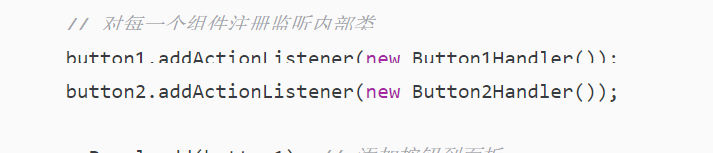 // 对每一个组件注册监听内部类
button1.addActionListener(new Button1Handler());
button2.addActionListener(new Button2Handler());